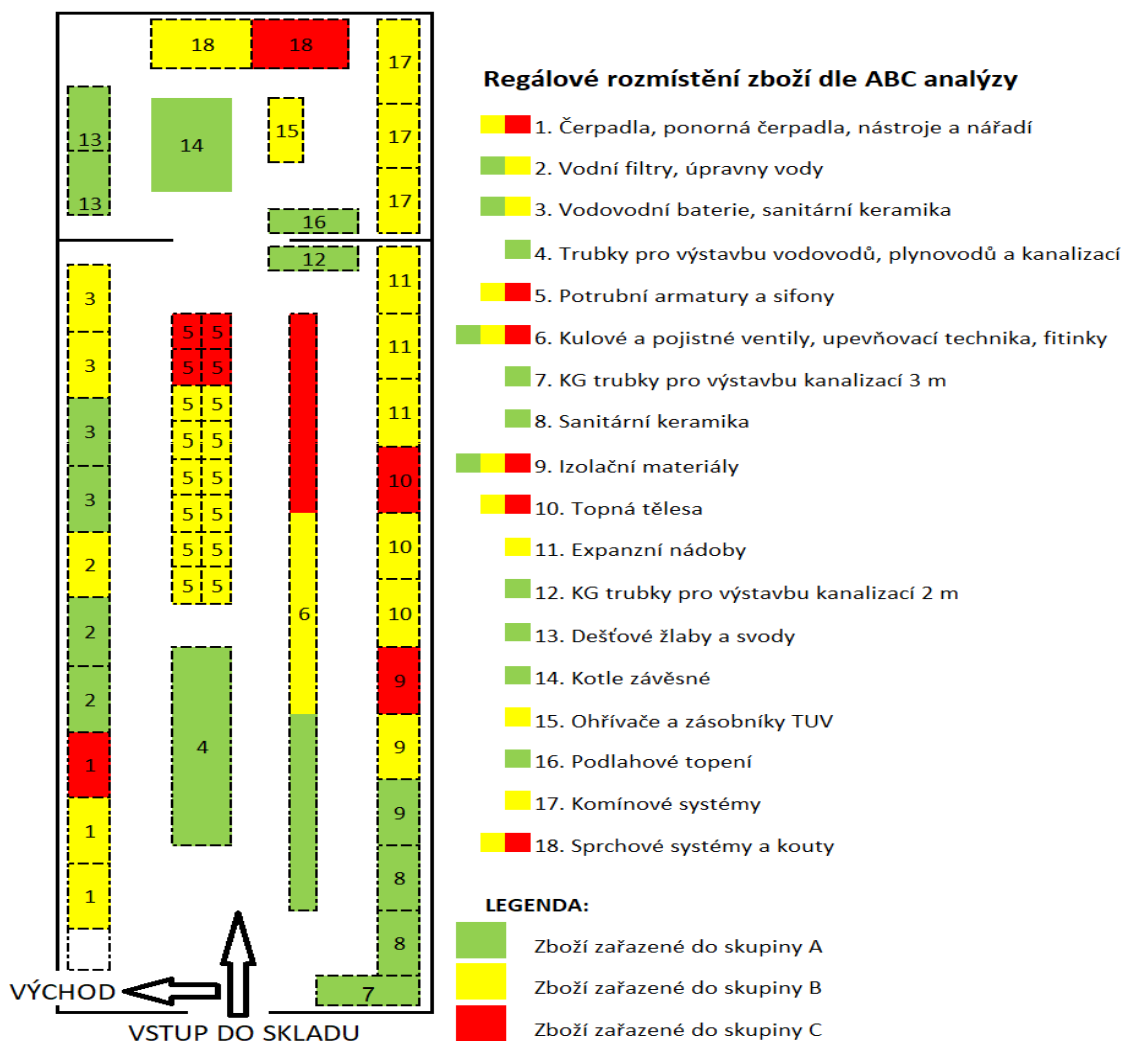 18 18
17
17
17
13
13
14
15
16
12
3
3
3
3
2
2
2
1
1
1
5 5
5 5
5 5
5 5
5 5
5 5
5 5
5 5
4
6
11
11
11
10
10
10
9
9
9
8
8
7
VÝCHOD
VSTUP DO SKLADU
Regálové rozmístění zboží dle ABC analýzy
1. Čerpadla, ponorná čerpadla, nástroje a nářadí
2. Vodní filtry, úpravny vody
3. Vodovodní baterie, sanitární keramika
4. Trubky pro výstavbu vodovodů, plynovodů a kanalizací
5. Potrubní armatury a sifony
6. Kulové a pojistné ventily, upevňovací technika, fitinky
7. KG trubky pro výstavbu kanalizací 3 m
8. Sanitární keramika
9. Izolační materiály
10. Topná tělesa
11. Expanzní nádoby
12. KG trubky pro výstavbu kanalizací 2 m
13. Dešťové žlaby a svody
14. Kotle závěsné
15. Ohřívače a zásobníky TUV
16. Podlahové topení
17. Komínové systémy
18. Sprchové systémy a kouty
LEGENDA:
Zboží zařazené do skupiny A
Zboží zařazené do skupiny B
Zboží zařazené do skupiny C